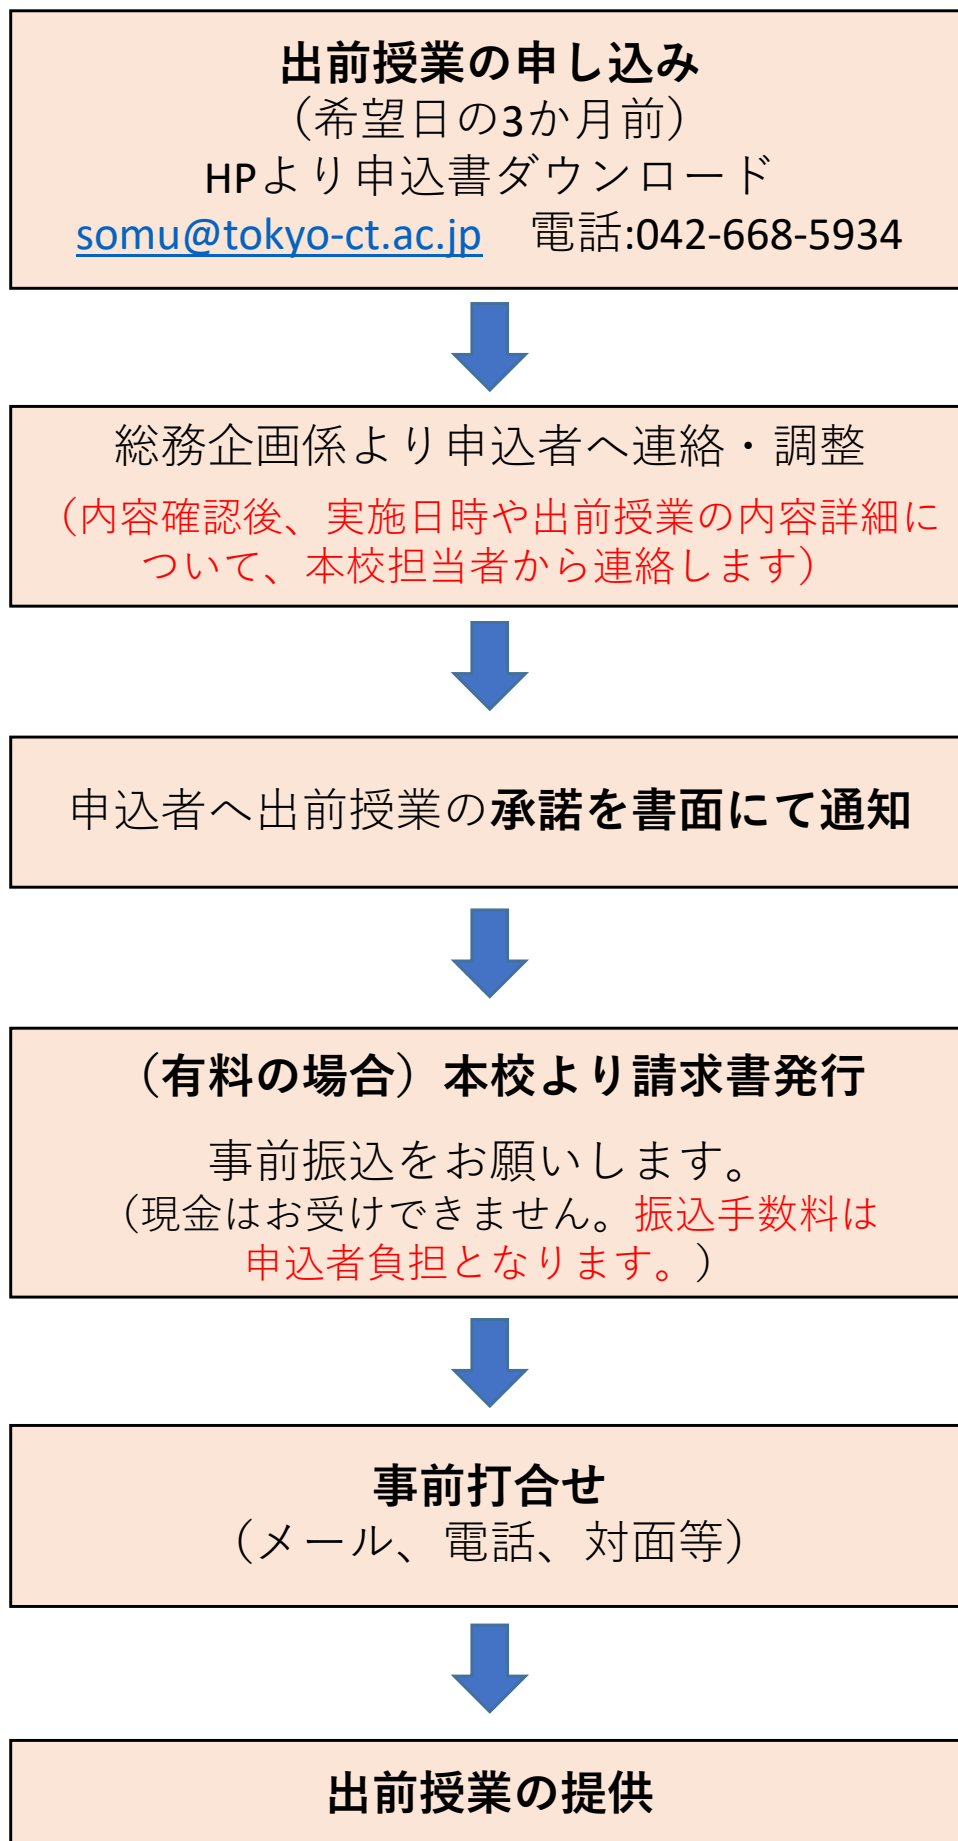 出前授業の申し込み
（希望日の3か月前）
HPより申込書ダウンロード
somu@tokyo-ct.ac.jp　電話:042-668-5934
総務企画係より申込者へ連絡・調整
（内容確認後、実施日時や出前授業の内容詳細に
ついて、本校担当者から連絡します）
申込者へ出前授業の承諾を書面にて通知
（有料の場合）本校より請求書発行
事前振込をお願いします。
（現金はお受けできません。振込手数料は
申込者負担となります。）
事前打合せ
（メール、電話、対面等）
出前授業の提供